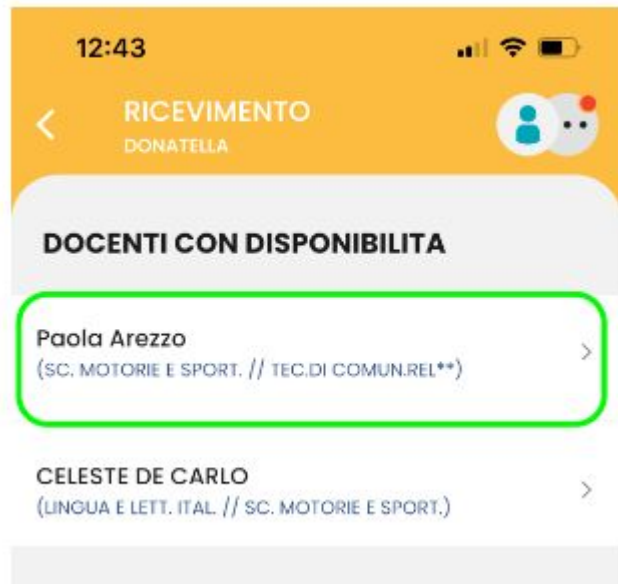 12:43
RICEVIMENTO
DONATELLA
DOCENTI CON DISPONIBILITA
Paola Arezzo
(SC. MOTORIE E SPORT. // TEC.DI COMUN.REL**)
CELESTE DE CARLO
(LINGUA E LETT. ITAL. // SC. MOTORIE E SPORT.)